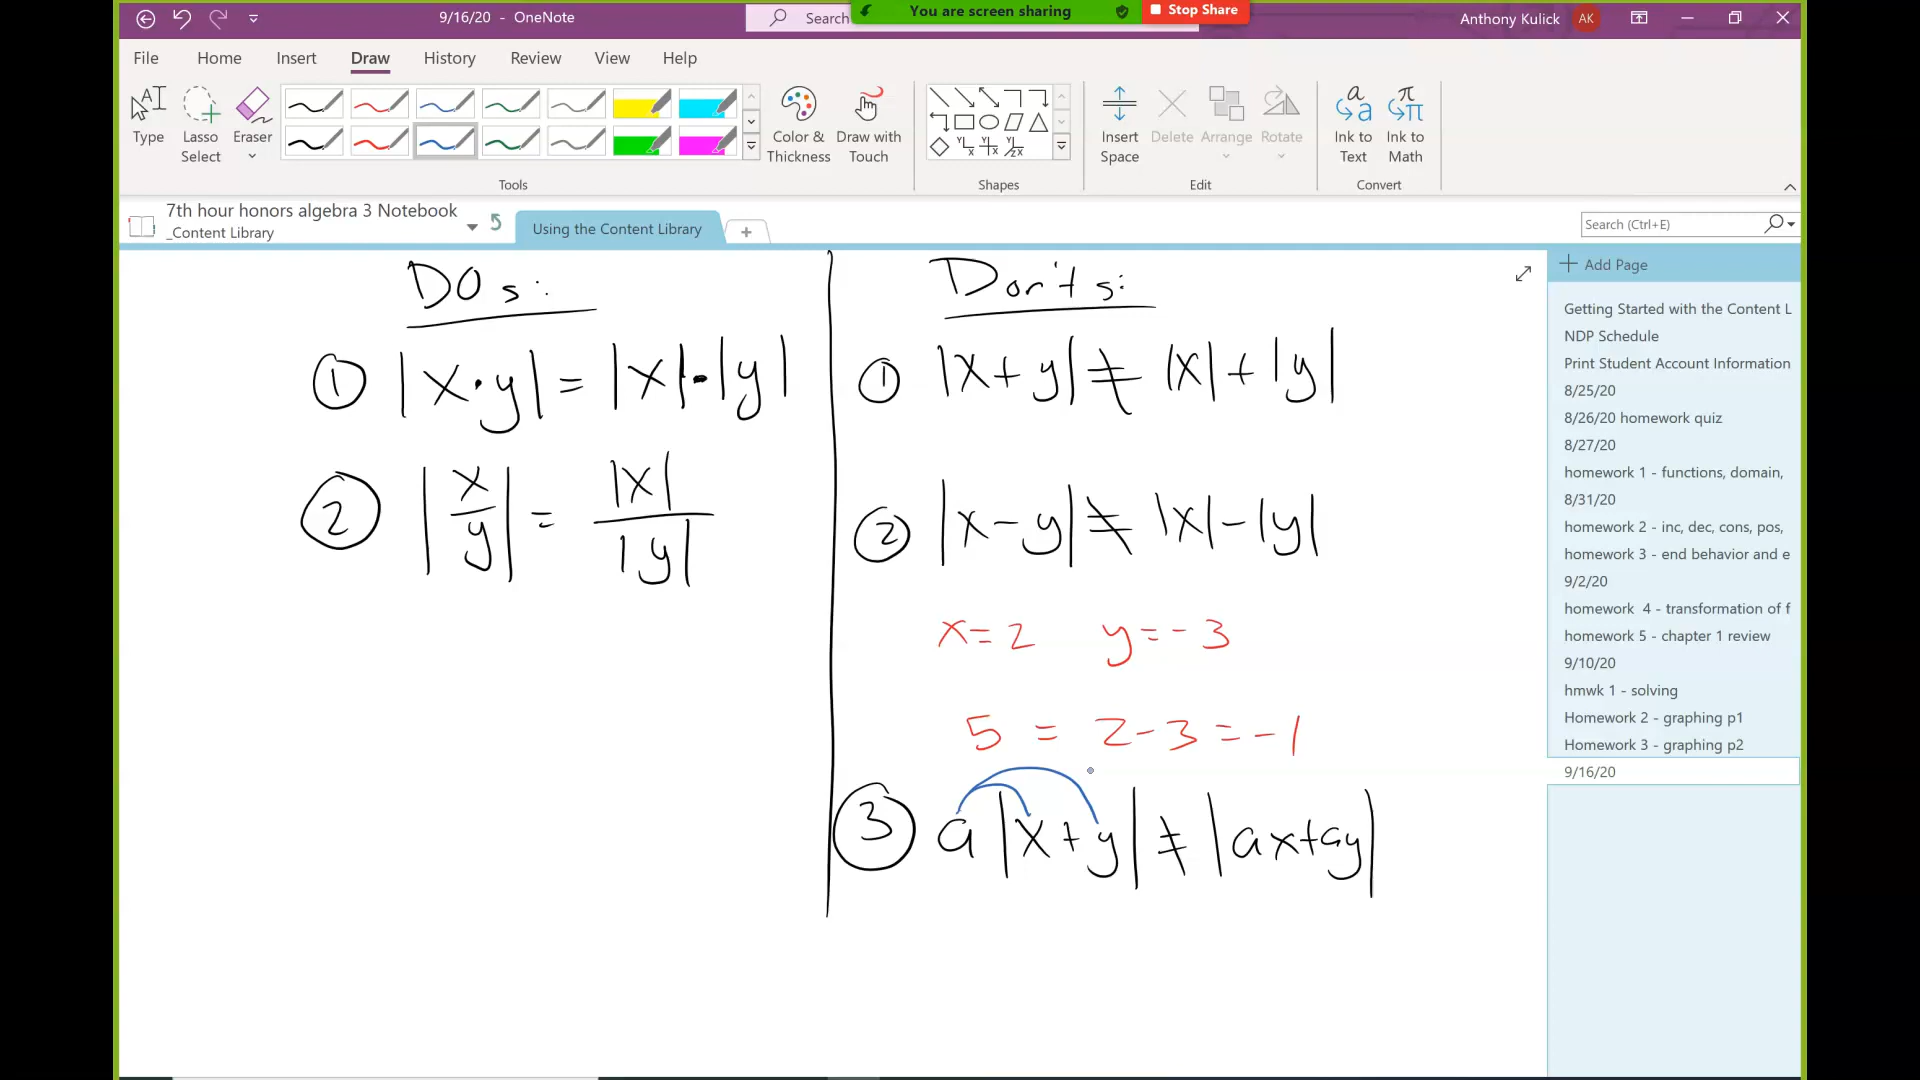 9/16/20 - OneNote
Search
You are screen sharing
Stop Share
Anthony Kulick
AK
File Home Insert Draw History Review View Help
Type
Lasso Select
Eraser
Color & Thickness
Draw with Touch
Insert Space
Delete
Arrange
Rotate
Ink to Text
Ink to Math
Tools Shapes Edit Convert
7th hour honors algebra 3 Notebook
_Content Library
Using the Content Library
Search (Ctrl+E)
DOs:
① |x·y| = |x|·|y|
② |x/y| = |x|/|y|
Don'ts:
① |x+y| ≠ |x|+|y|
② |x-y| ≠ |x|-|y|
x=2 y=-3
5 = 2-3=-1
③ a|x+y| ≠ |ax+ay|
Add Page
Getting Started with the Content L
NDP Schedule
Print Student Account Information
8/25/20
8/26/20 homework quiz
8/27/20
homework 1 - functions, domain,
8/31/20
homework 2 - inc, dec, cons, pos,
homework 3 - end behavior and e
9/2/20
homework 4 - transformation of f
homework 5 - chapter 1 review
9/10/20
hmwk 1 - solving
Homework 2 - graphing p1
Homework 3 - graphing p2
9/16/20